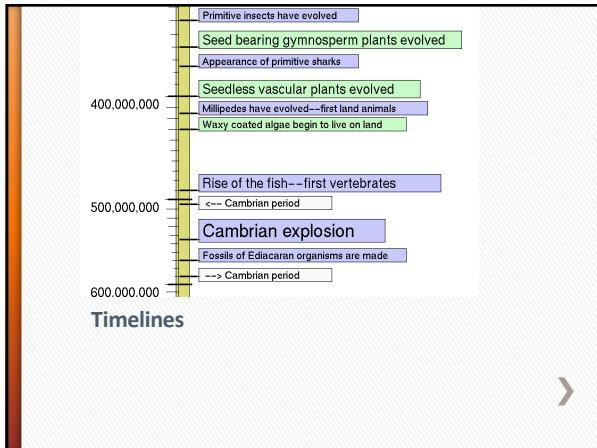 Primitive insects have evolved
Seed bearing gymnosperm plants evolved
Appearance of primitive sharks
Seedless vascular plants evolved
400,000,000
Millipedes have evolved--first land animals
Waxy coated algae begin to live on land
Rise of the fish--first vertebrates
500,000,000
<-- Cambrian period
Cambrian explosion
Fossils of Ediacaran organisms are made
--> Cambrian period
600.000.000
Timelines